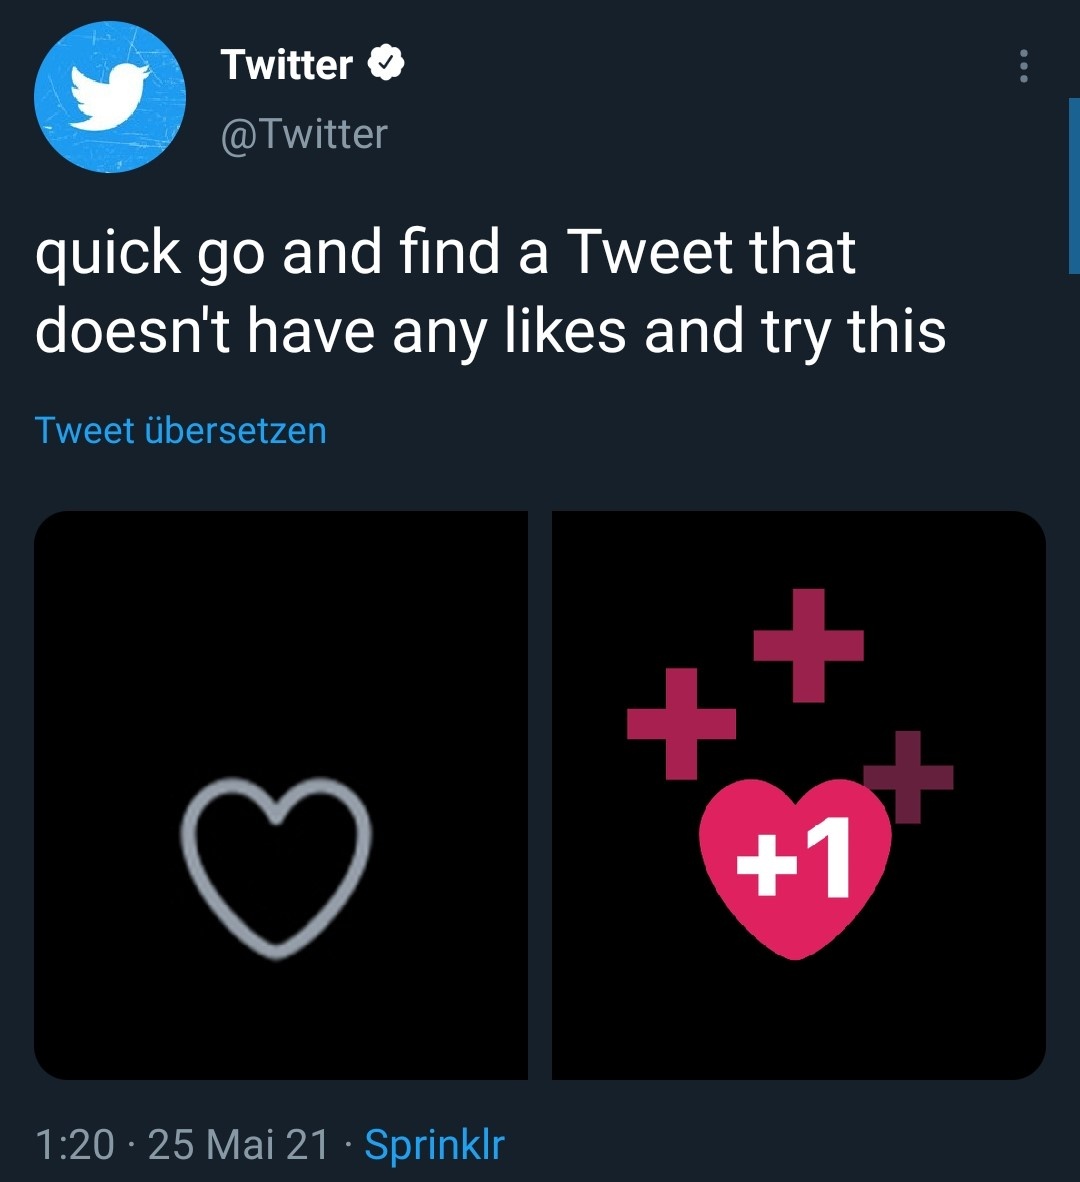 Twitter
@Twitter
quick go and find a Tweet that
doesn't have any likes and try this
Tweet übersetzen
+1
1:20 · 25 Mai 21 · Sprinklr